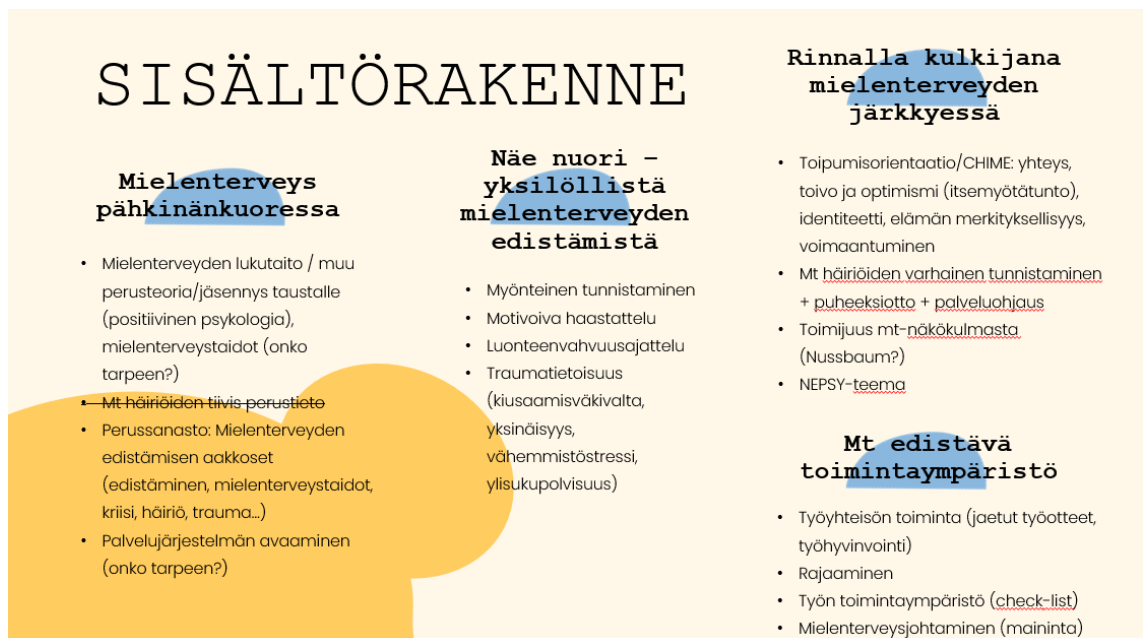 SISÄLTÖRAKENNE
Mielenterveys
pähkinänkuoressa
• Mielenterveyden lukutaito / muu
perusteoria/jäsennys taustalle
(positiivinen psykologia),
mielenterveystaidot (onko
tarpeen?)
• Mt häiriöiden tiivis perustieto
• Perussanasto: Mielenterveyden
edistämisen aakkoset
(edistäminen, mielenterveystaidot,
kriisi, häiriö, trauma…)
• Palvelujärjestelmän avaaminen
(onko tarpeen?)
Näe nuori –
yksilöllistä
mielenterveyden
edistämistä
• Myönteinen tunnistaminen
• Motivoiva haastattelu
• Luonteenvahvuusajattelu
• Traumatietoisuus
(kiusaamisväkivalta,
yksinäisyys,
vähemmistöstressi,
ylisukupolvisuus)
Rinnalla kulkijana
mielenterveyden
järkkyessä
• Toipumisorientaatio/CHIME: yhteys,
toivo ja optimismi (itsemyötätunto),
identiteetti, elämän merkityksellisyys,
voimaantuminen
• Mt häiriöiden varhainen tunnistaminen
+ puheeksiotto + palveluohjaus
• Toimijuus mt-näkökulmasta
(Nussbaum?)
• NEPSY-teema
Mt edistävä
toimintaympäristö
• Työyhteisön toiminta (jaetut työotteet,
työhyvinvointi)
• Rajaaminen
• Työn toimintaympäristö (check-list)
• Mielenterveysjohtaminen (maininta)